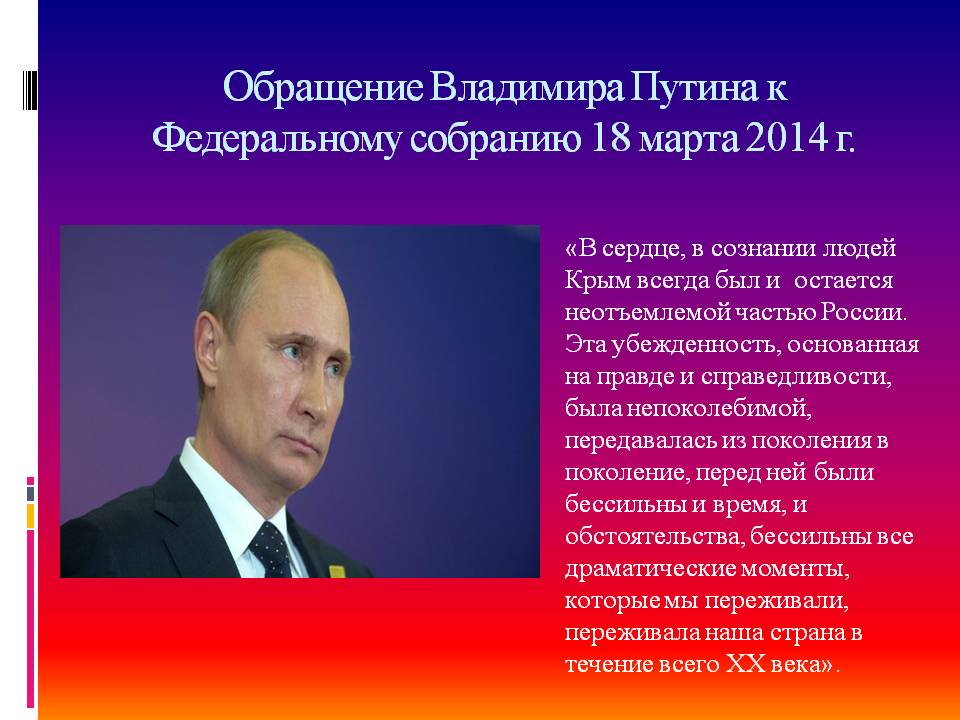 Обращение Владимира Путина к
Федеральному собранию 18 марта 2014 г.
«В сердце, в сознании людей
Крым всегда был и остается
неотъемлемой частью России.
Эта убежденность, основанная
на правде и справедливости,
была непоколебимой,
передавалась из поколения в
поколение, перед ней были
бессильны и время, и
обстоятельства, бессильны все
драматические моменты,
которые мы переживали,
переживала наша страна в
течение всего XX века».